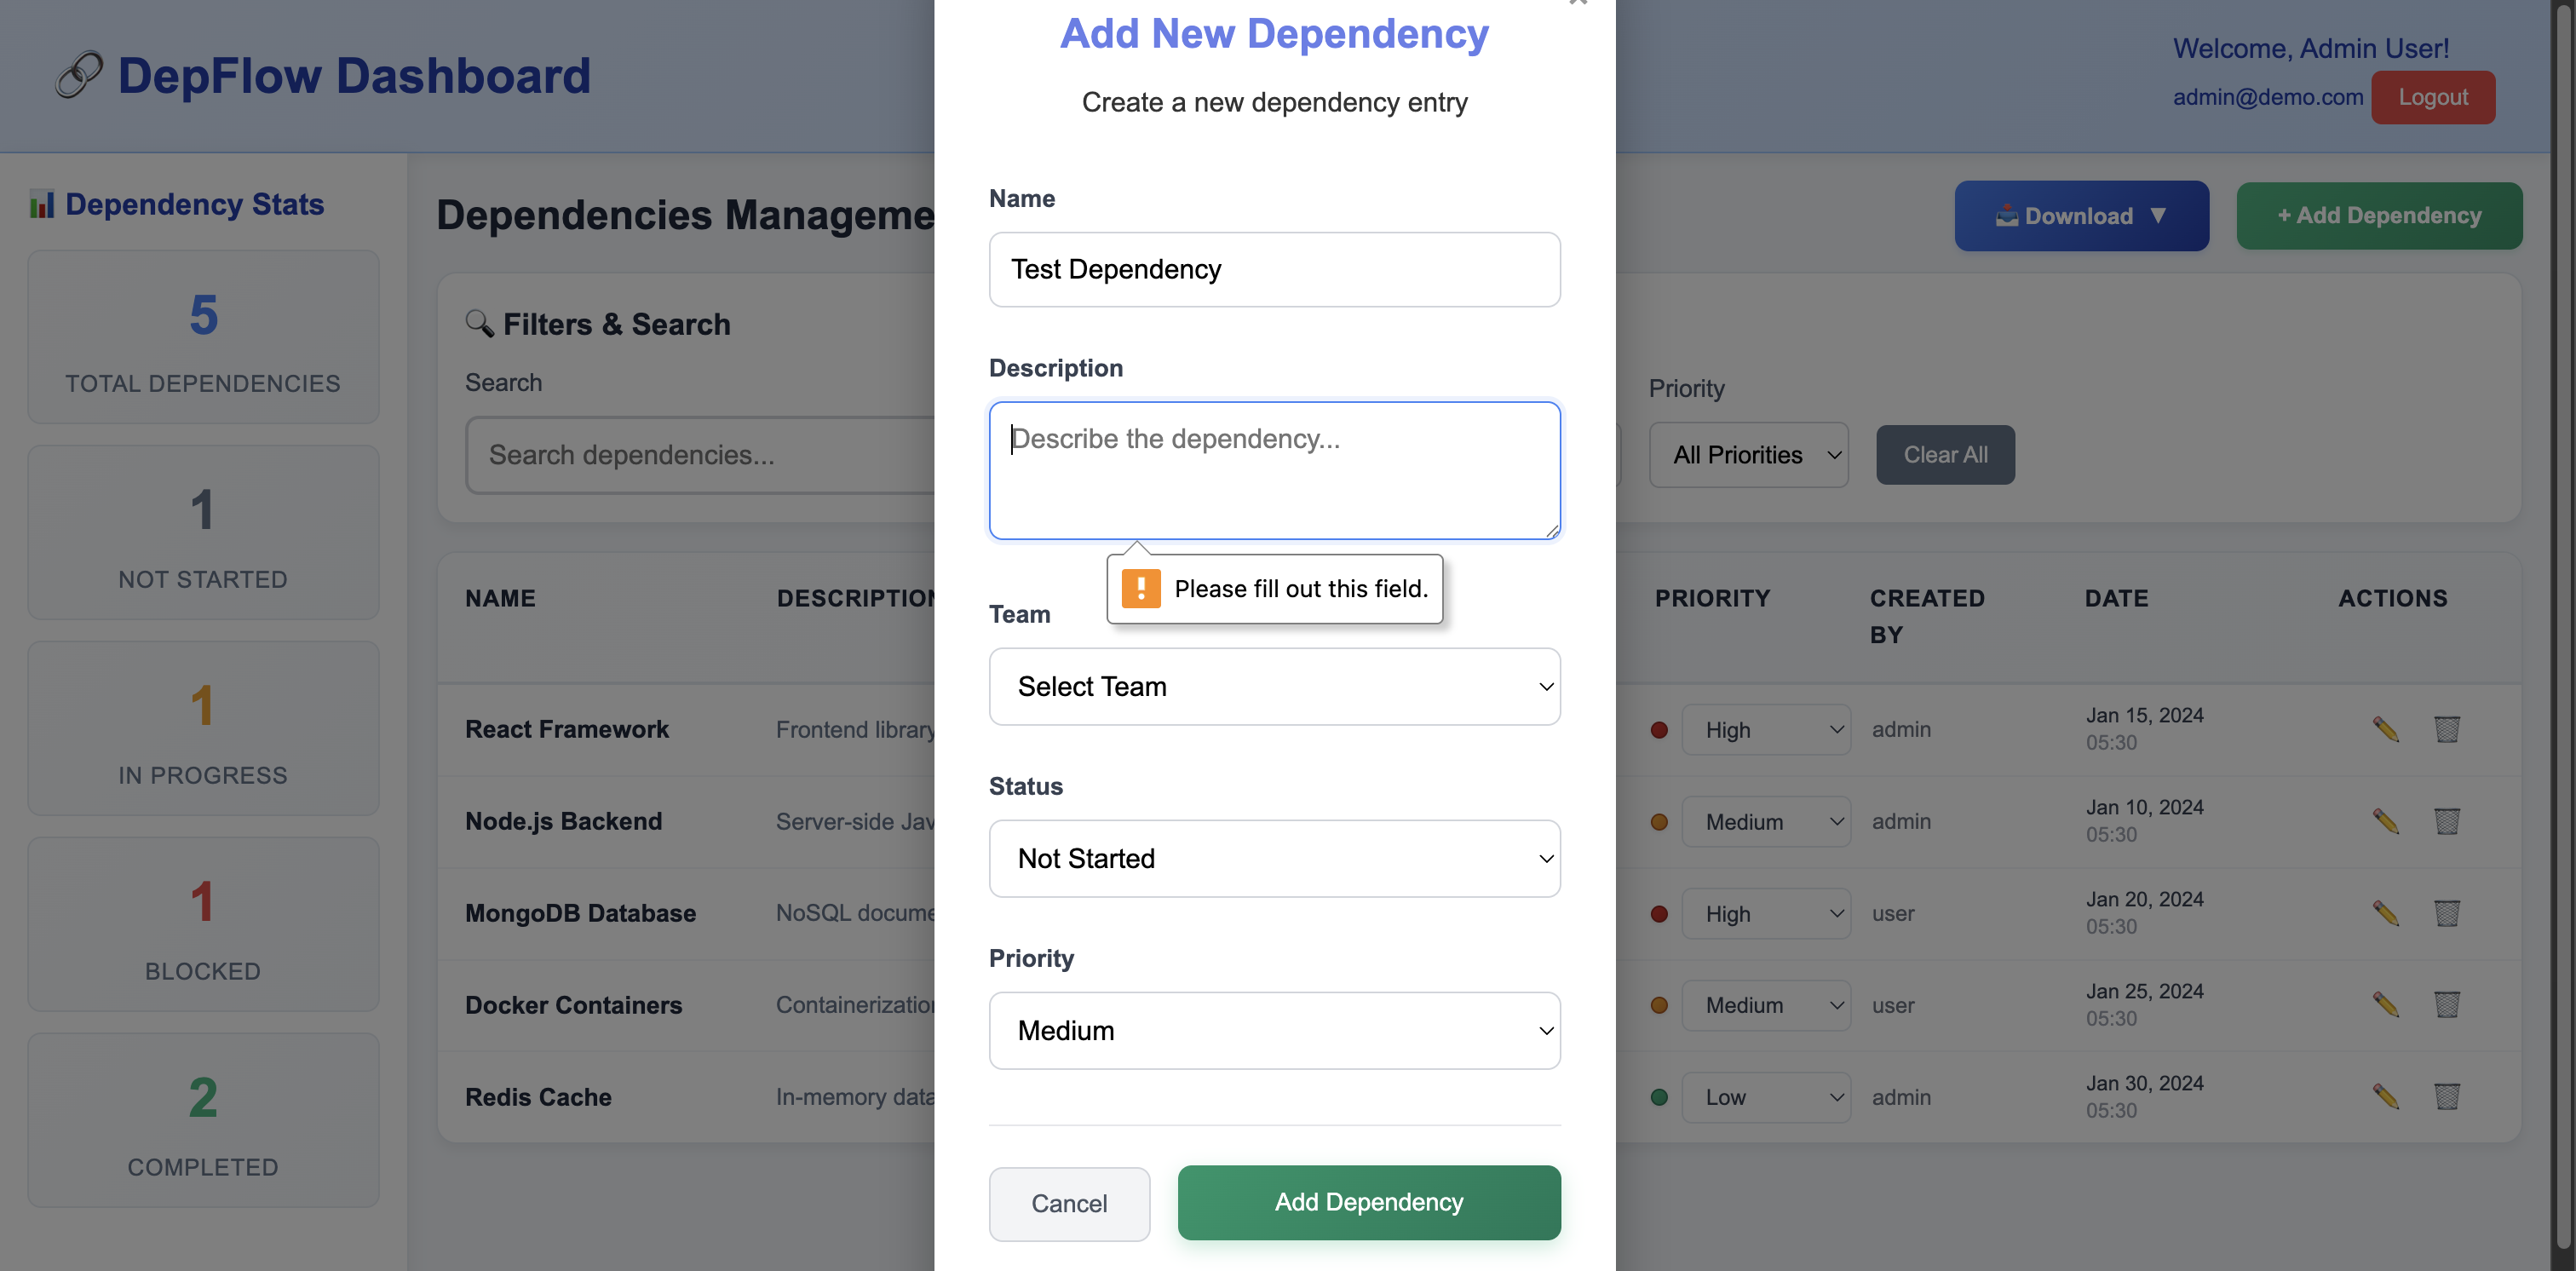 DepFlow Dashboard
Welcome, Admin User!
admin@demo.com
Logout
Dependency Stats
5
TOTAL DEPENDENCIES
1
NOT STARTED
1
IN PROGRESS
1
BLOCKED
2
COMPLETED
Dependencies Manageme
Download ▼
+ Add Dependency
Filters & Search
Search
Search dependencies...
Priority
All Priorities
Clear All
NAME
DESCRIPTION
PRIORITY
CREATED
BY
DATE
ACTIONS
React Framework
Frontend library
High
admin
Jan 15, 2024
05:30
Node.js Backend
Server-side Jav
Medium
admin
Jan 10, 2024
05:30
MongoDB Database
NoSQL docume
High
user
Jan 20, 2024
05:30
Docker Containers
Containerization
Medium
user
Jan 25, 2024
05:30
Redis Cache
In-memory data
Low
admin
Jan 30, 2024
05:30
Add New Dependency
Create a new dependency entry
Name
Test Dependency
Description
Describe the dependency...
Please fill out this field.
Team
Select Team
Status
Not Started
Priority
Medium
Cancel
Add Dependency